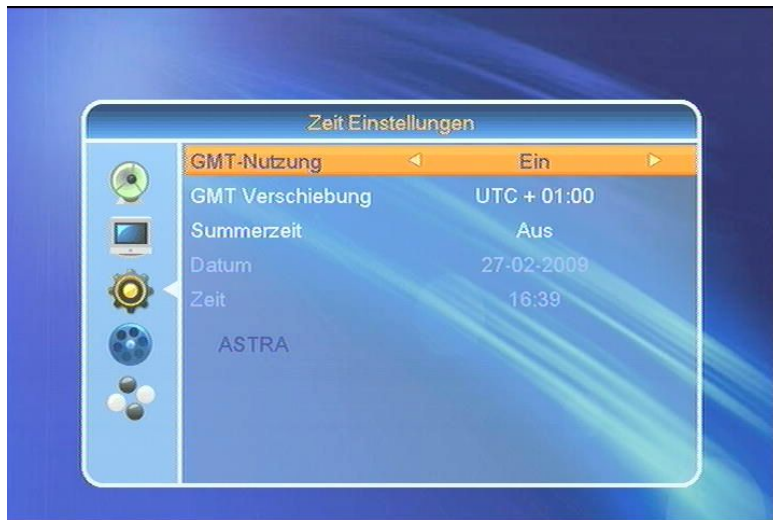 Zeit Einstellungen
GMT-Nutzung Ein
GMT Verschiebung UTC + 01:00
Summerzeit Aus
Datum 27-02-2009
Zeit 16:39
ASTRA